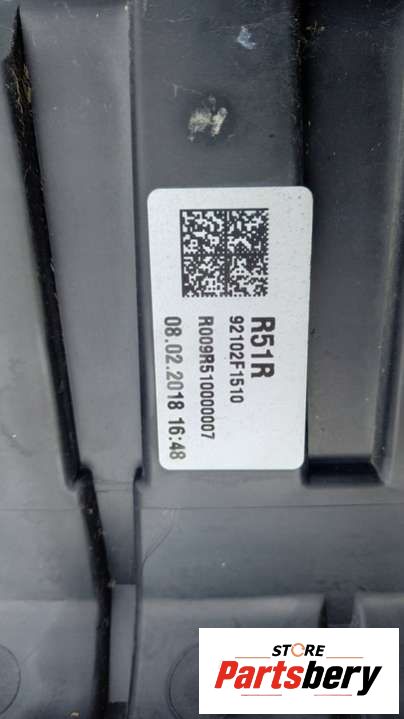 R51R
92102F1510
R009R510000007
08.02.2018 16:48
STORE
Partsbery